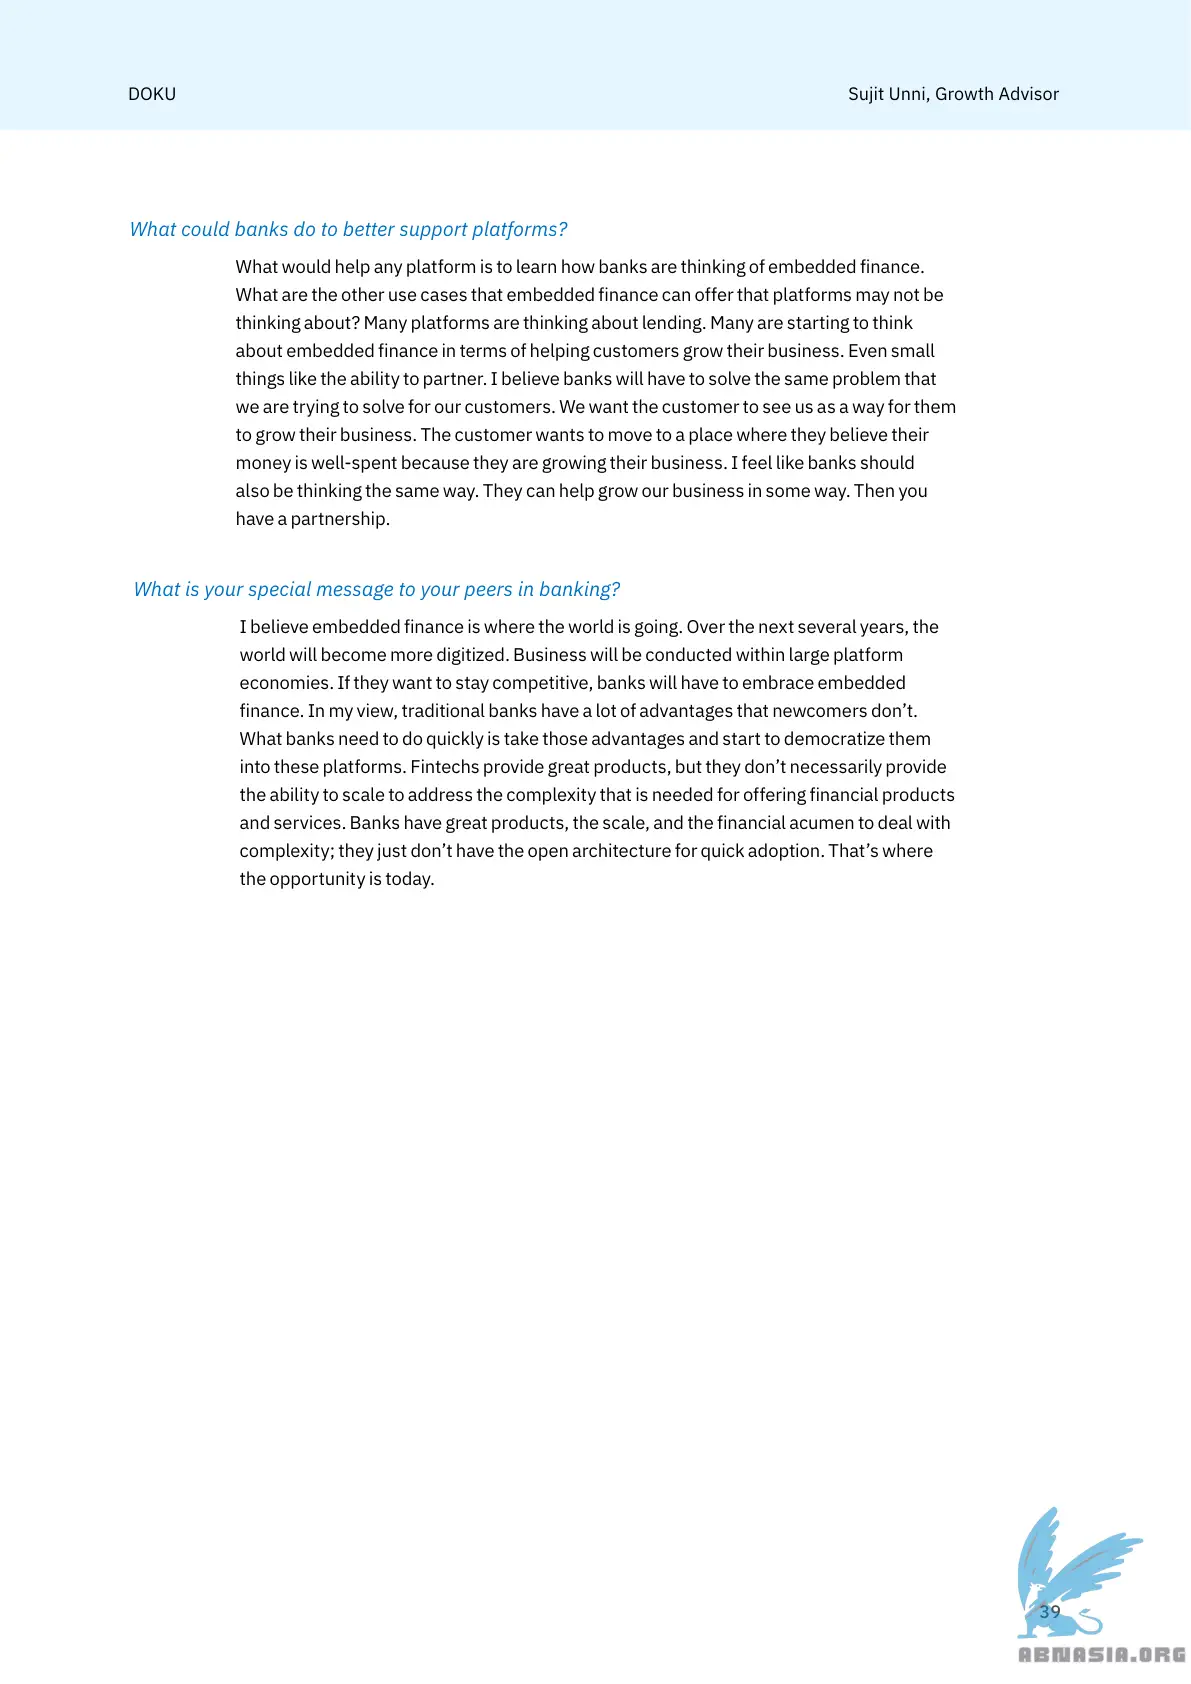 DOKU
Sujit Unni, Growth Advisor
What could banks do to better support platforms?
What would help any platform is to learn how banks are thinking of embedded finance.
What are the other use cases that embedded finance can offer that platforms may not be
thinking about? Many platforms are thinking about lending. Many are starting to think
about embedded finance in terms of helping customers grow their business. Even small
things like the ability to partner. I believe banks will have to solve the same problem that
we are trying to solve for our customers. We want the customer to see us as a way for them
to grow their business. The customer wants to move to a place where they believe their
money is well-spent because they are growing their business. I feel like banks should
also be thinking the same way. They can help grow our business in some way. Then you
have a partnership.
What is your special message to your peers in banking?
I believe embedded finance is where the world is going. Over the next several years, the
world will become more digitized. Business will be conducted within large platform
economies. If they want to stay competitive, banks will have to embrace embedded
finance. In my view, traditional banks have a lot of advantages that newcomers don’t.
What banks need to do quickly is take those advantages and start to democratize them
into these platforms. Fintechs provide great products, but they don’t necessarily provide
the ability to scale to address the complexity that is needed for offering financial products
and services. Banks have great products, the scale, and the financial acumen to deal with
complexity; they just don’t have the open architecture for quick adoption. That’s where
the opportunity is today.
39
ABNASIA.ORG